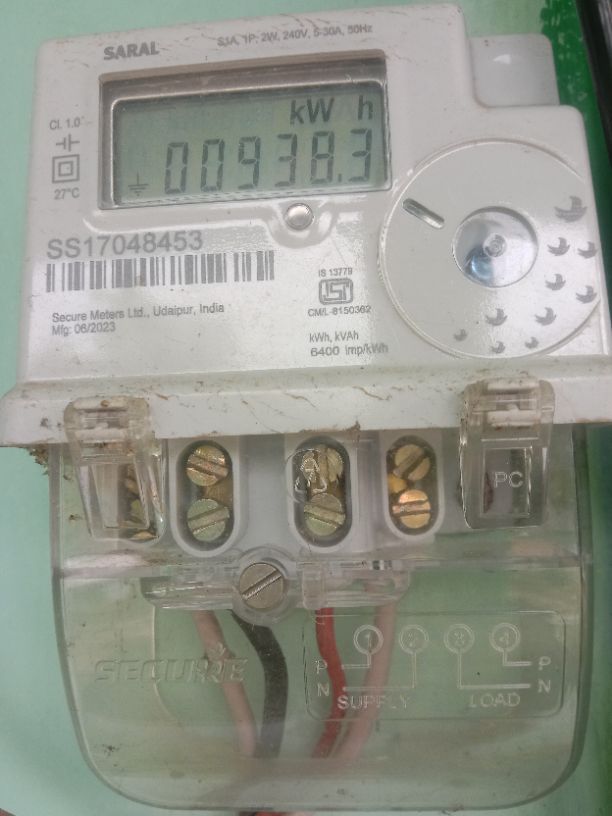 SARAL
S3A, 1P, 2W, 240V, 5-30A, 50Hz
Cl. 1.0
kW h
00938.3
27°C
SS17048453
Secure Meters Ltd., Udaipur, India
Mfg: 06/2023
IS 13779
ISI
CM/L-8150362
kWh, kVAh
6400 imp/kWh
PC
SECURE
1 2 3 4
P P
N N
SUPPLY LOAD